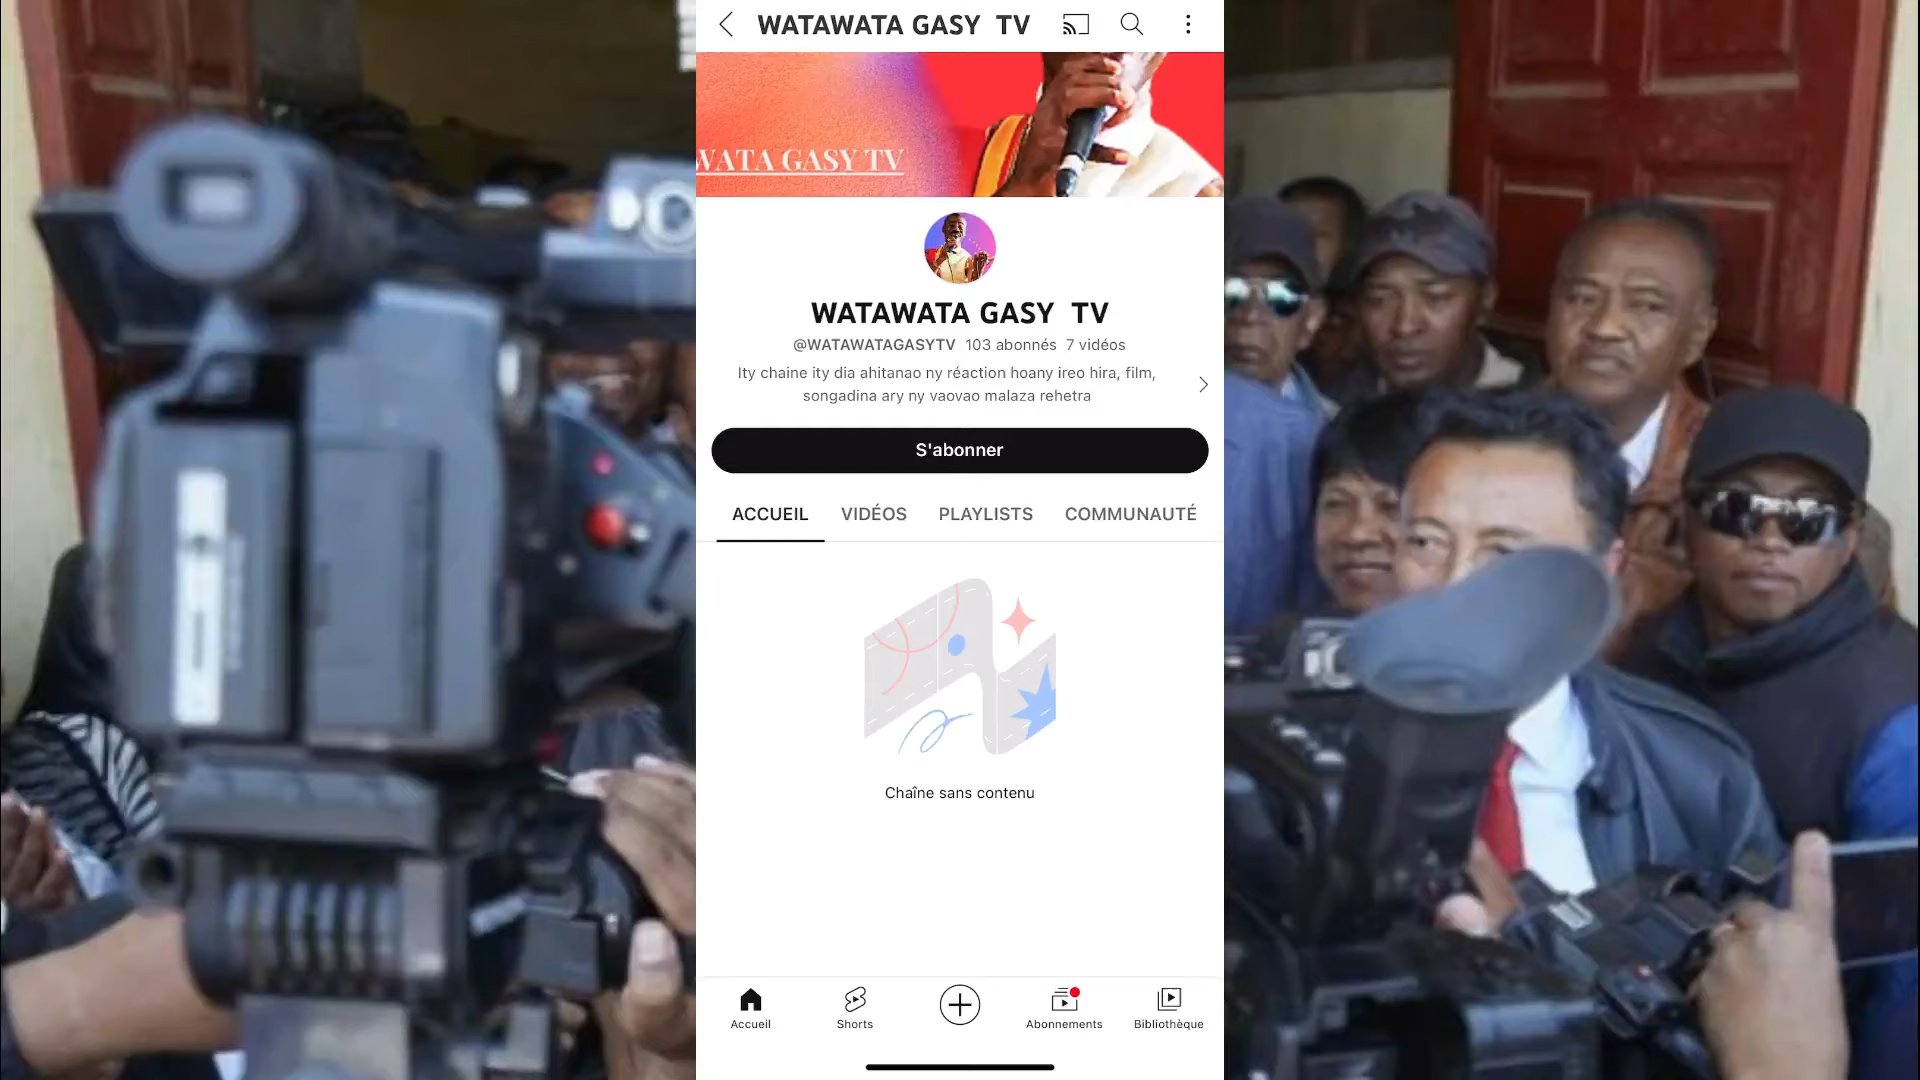 WATAWATA GASY TV
WATA GASY TV
WATAWATA GASY TV
@WATAWATAGASYTV 103 abonnés 7 vidéos
Ity chaine ity dia ahitanao ny réaction hoany ireo hira, film,
songadina ary ny vaovao malaza rehetra
S'abonner
ACCUEIL VIDÉOS PLAYLISTS COMMUNAUTÉ
Chaîne sans contenu
Accueil Shorts Abonnements Bibliothèque